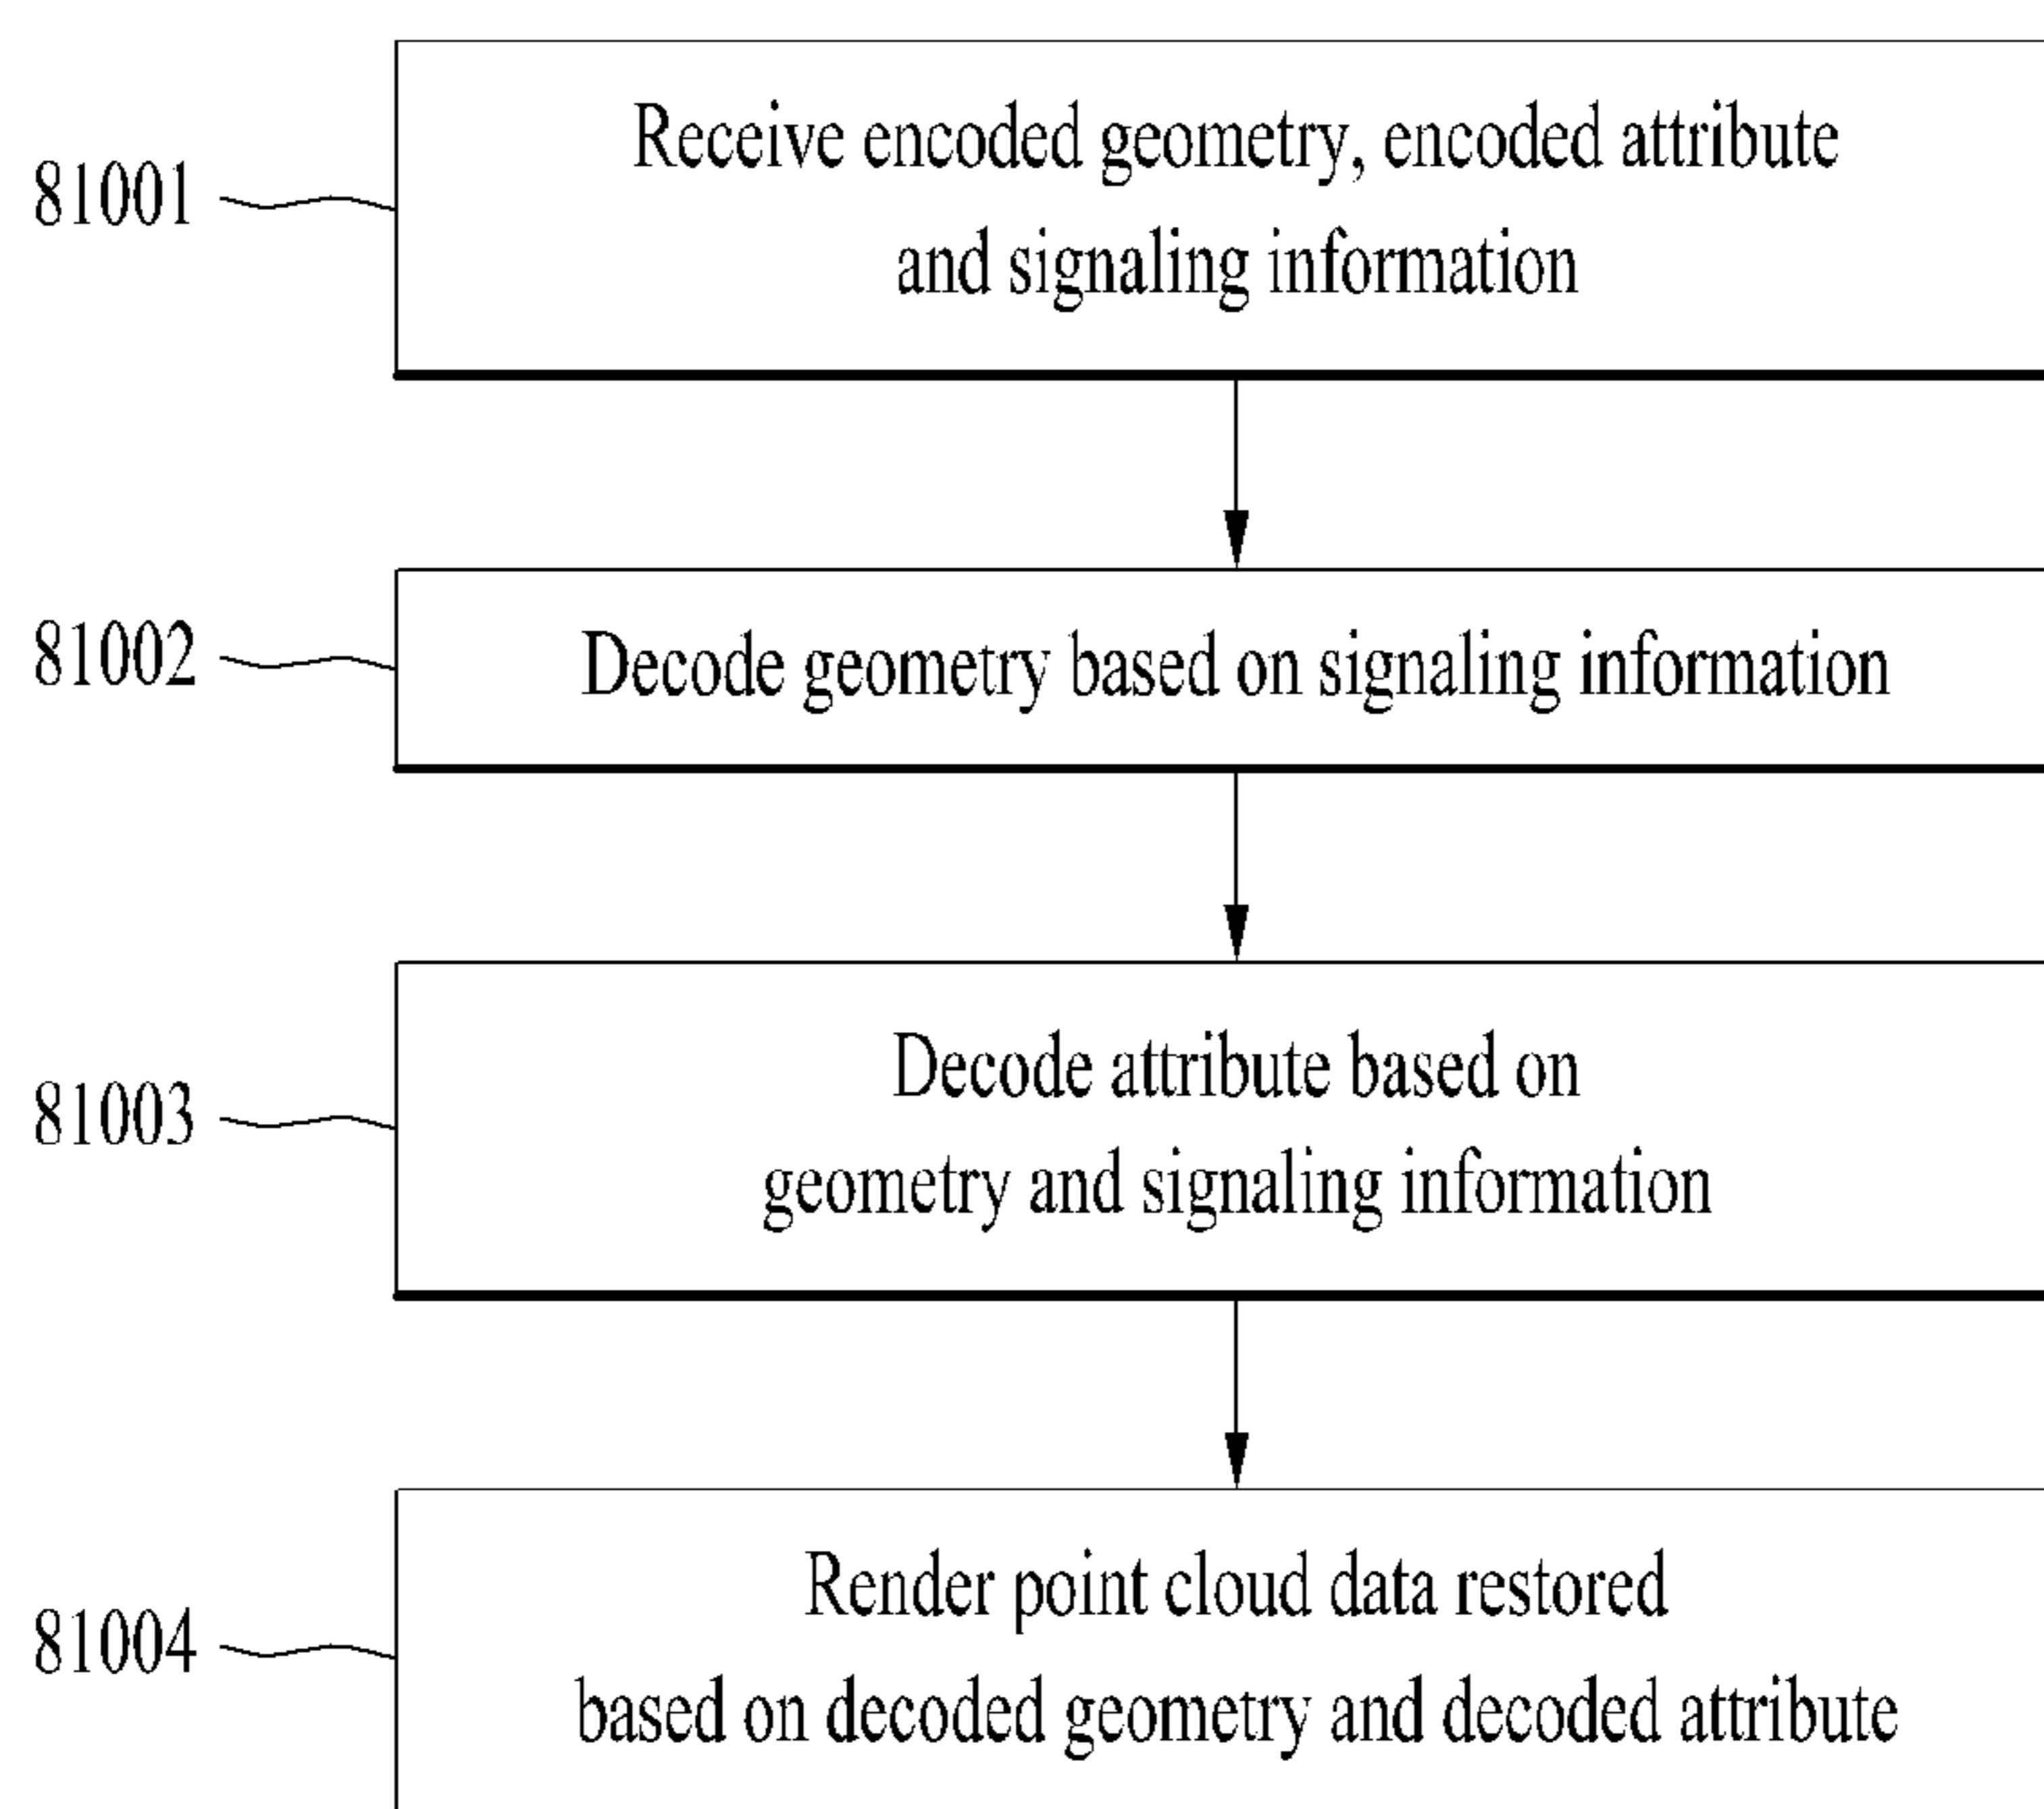 81001
Receive encoded geometry, encoded attribute
and signaling information
81002
Decode geometry based on signaling information
81003
Decode attribute based on
geometry and signaling information
81004
Render point cloud data restored
based on decoded geometry and decoded attribute